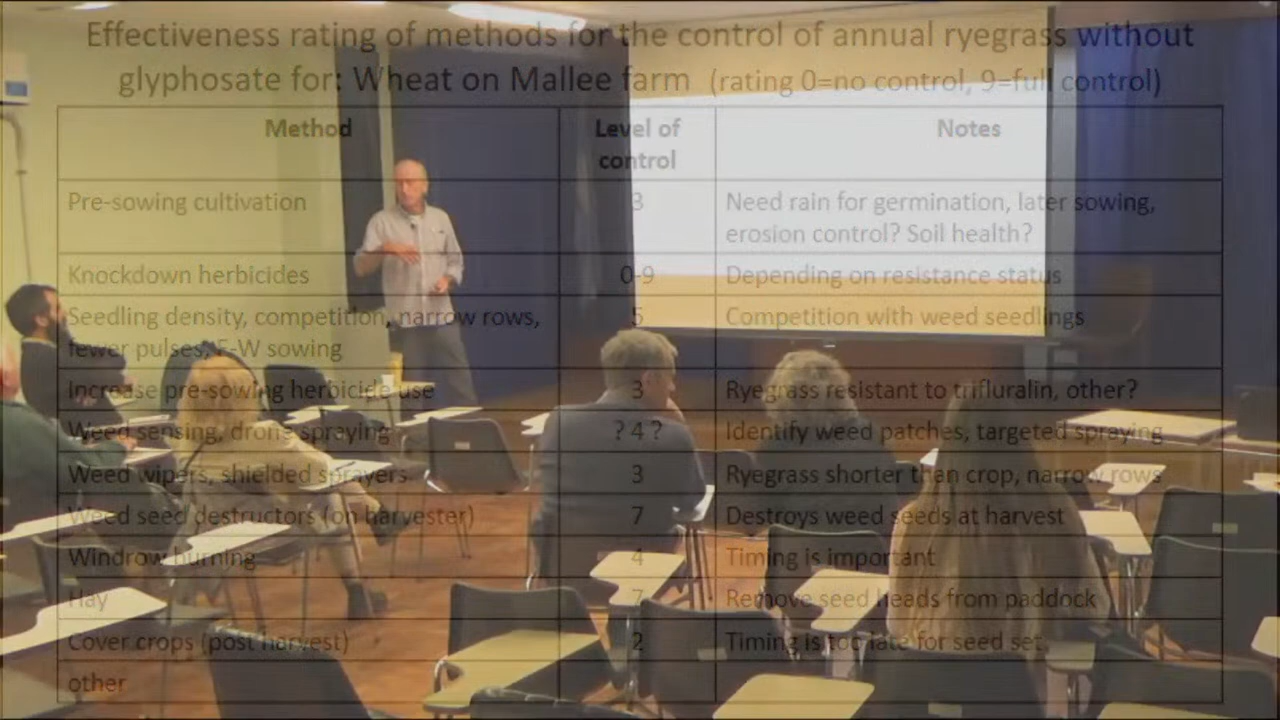 Effectiveness rating of methods for the control of annual ryegrass without
glyphosate for: Wheat on Mallee farm (rating 0=no control, 9=full control)
Method Level of control Notes
Pre-sowing cultivation 3 Need rain for germination, later sowing,
erosion control? Soil health?
Knockdown herbicides 0-9 Depending on resistance status
Seedling density, competition, narrow rows, 5 Competition with weed seedlings
fewer pulses, E-W sowing
Increase pre-sowing herbicide use 3 Ryegrass resistant to trifluralin, other?
Weed sensing, drone spraying ? 4 ? Identify weed patches, targeted spraying
Weed wipers, shielded sprayers 3 Ryegrass shorter than crop, narrow rows
Weed seed destructors (on harvester) 7 Destroys weed seeds at harvest
Windrow burning 4 Timing is important
Hay 7 Remove seed heads from paddock
Cover crops (post harvest) 2 Timing is too late for seed set
other